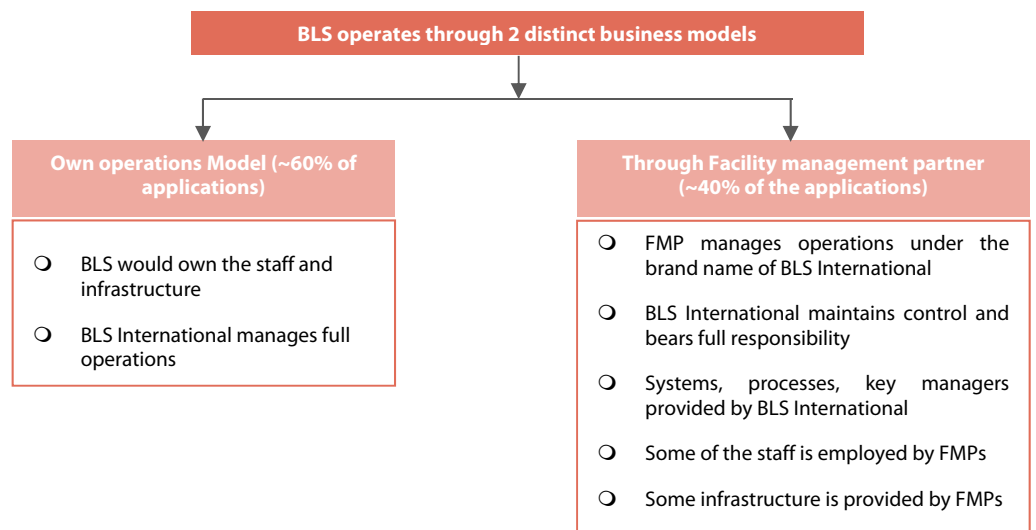 BLS operates through 2 distinct business models
Own operations Model (~60% of
applications)
BLS would own the staff and
infrastructure
BLS International manages full
operations
Through Facility management partner
(~40% of the applications)
FMP manages operations under the
brand name of BLS International
BLS International maintains control and
bears full responsibility
Systems, processes, key managers
provided by BLS International
Some of the staff is employed by FMPs
Some infrastructure is provided by FMPs